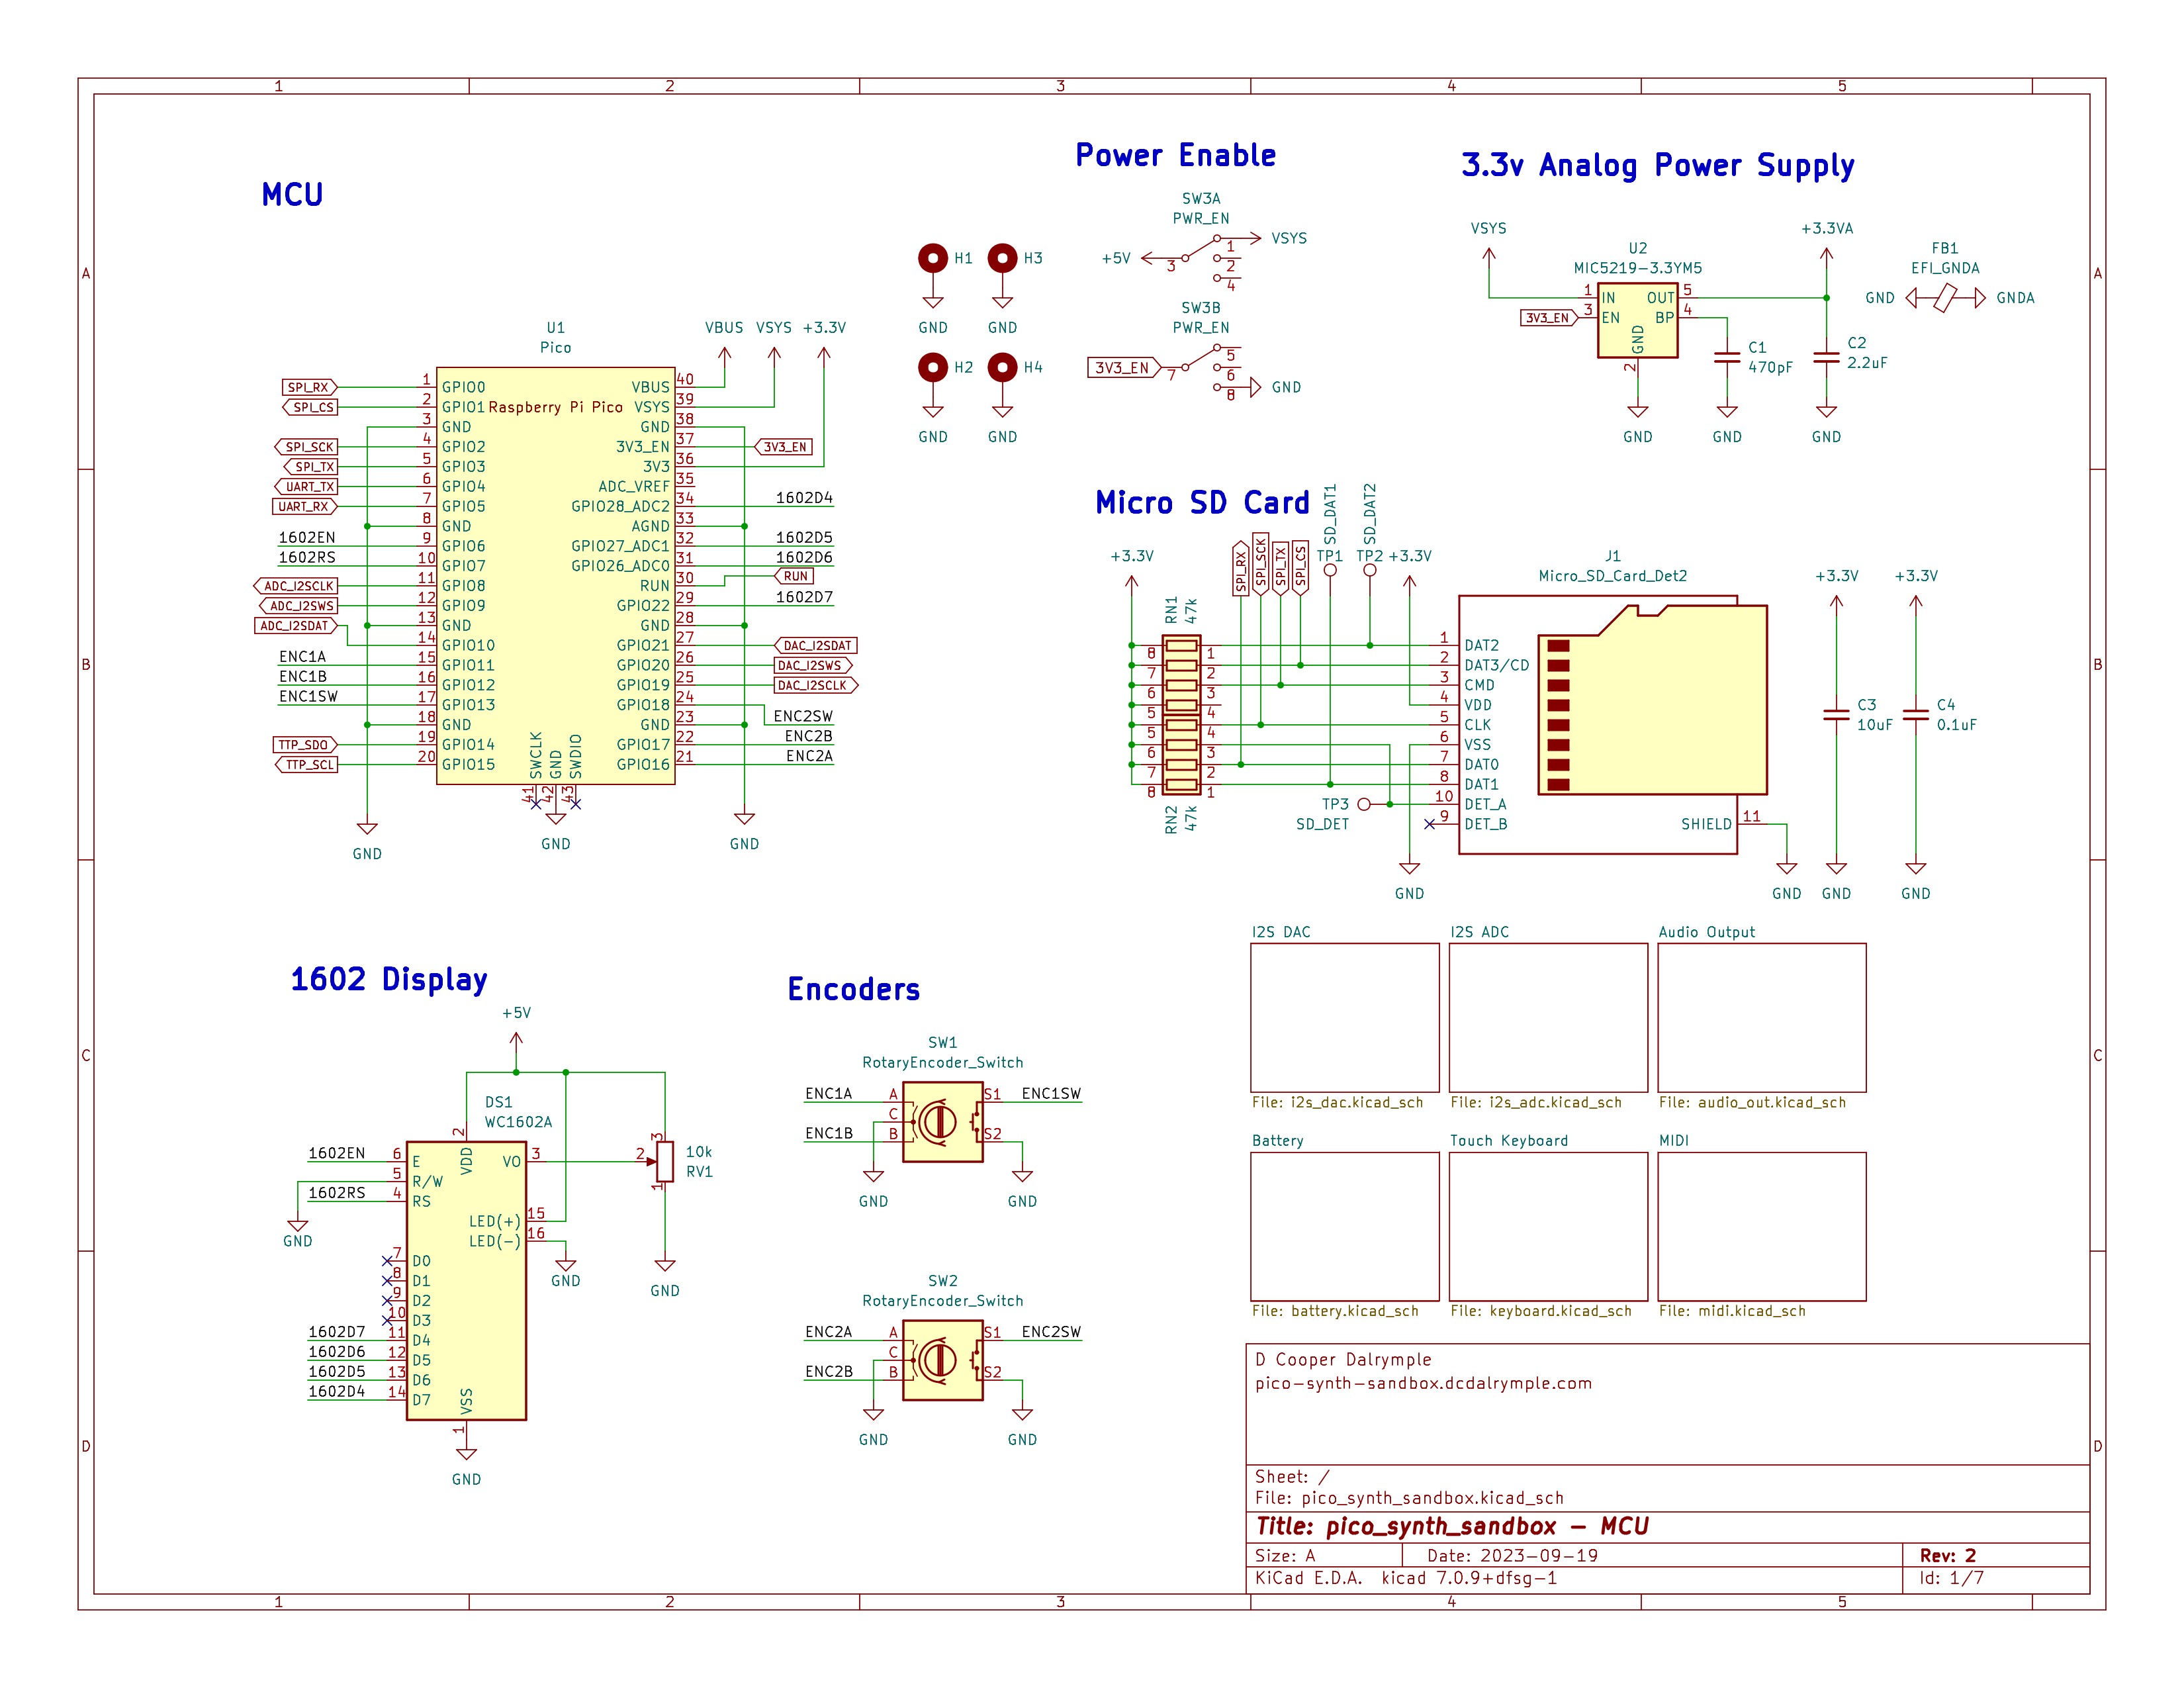 1 2 3 4 5
A
B
C
D
MCU
U1
Pico
Raspberry Pi Pico
VBUS VSYS +3.3V
SPI_RX 1 GPIO0
SPI_CS 2 GPIO1
3 GND
SPI_SCK 4 GPIO2
SPI_TX 5 GPIO3
UART_TX 6 GPIO4
UART_RX 7 GPIO5
8 GND
1602EN 9 GPIO6
1602RS 10 GPIO7
ADC_I2SCLK 11 GPIO8
ADC_I2SWS 12 GPIO9
ADC_I2SDAT 13 GND
14 GPIO10
ENC1A 15 GPIO11
ENC1B 16 GPIO12
ENC1SW 17 GPIO13
18 GND
TTP_SDO 19 GPIO14
TTP_SCL 20 GPIO15
VBUS 40
VSYS 39
GND 38
3V3_EN 37 3V3_EN
3V3 36
ADC_VREF 35
GPIO28_ADC2 34 1602D4
AGND 33
GPIO27_ADC1 32 1602D5
GPIO26_ADC0 31 1602D6
RUN 30 RUN
GPIO22 29 1602D7
GND 28
GPIO21 27 DAC_I2SDAT
GPIO20 26 DAC_I2SWS
GPIO19 25 DAC_I2SCLK
GPIO18 24 ENC2SW
GND 23
GPIO17 22 ENC2B
GPIO16 21 ENC2A
SWCLK GND SWDIO
41 42 43
GND GND GND
H1 H3
GND GND
H2 H4
GND GND
Power Enable
SW3A
PWR_EN
+5V 3 1 2 4 VSYS
SW3B
PWR_EN
3V3_EN 7 5 6 8 GND
3.3v Analog Power Supply
VSYS
U2
MIC5219-3.3YM5
1 IN OUT 5
3V3_EN 3 EN BP 4
GND
2
GND
C1
470pF
GND
+3.3VA
C2
2.2uF
GND
FB1
EFI_GNDA
GND GNDA
Micro SD Card
+3.3V
SPI_RX SPI_SCK SPI_TX SPI_CS
SD_DAT1 SD_DAT2
TP1 TP2 +3.3V
RN1
47k
8 1
7 2
6 3
5 4
5 4
6 3
7 2
8 1
RN2
47k
TP3
SD_DET
GND
J1
Micro_SD_Card_Det2
1 DAT2
2 DAT3/CD
3 CMD
4 VDD
5 CLK
6 VSS
7 DAT0
8 DAT1
10 DET_A
9 DET_B
SHIELD 11
GND
+3.3V
C3
10uF
GND
+3.3V
C4
0.1uF
GND
1602 Display
+5V
DS1
WC1602A
2 VDD
1602EN 6 E
5 R/W
1602RS 4 RS
GND
7 D0
8 D1
9 D2
10 D3
1602D7 11 D4
1602D6 12 D5
1602D5 13 D6
1602D4 14 D7
VO 3
LED(+) 15
LED(-) 16
GND
VSS
1
GND
3 2 1
10k
RV1
GND
Encoders
SW1
RotaryEncoder_Switch
ENC1A A S1 ENC1SW
C
ENC1B B S2
GND GND
SW2
RotaryEncoder_Switch
ENC2A A S1 ENC2SW
C
ENC2B B S2
GND GND
I2S DAC
File: i2s_dac.kicad_sch
I2S ADC
File: i2s_adc.kicad_sch
Audio Output
File: audio_out.kicad_sch
Battery
File: battery.kicad_sch
Touch Keyboard
File: keyboard.kicad_sch
MIDI
File: midi.kicad_sch
D Cooper Dalrymple
pico-synth-sandbox.dcdalrymple.com
Sheet: /
File: pico_synth_sandbox.kicad_sch
Title: pico_synth_sandbox - MCU
Size: A Date: 2023-09-19 Rev: 2
KiCad E.D.A. kicad 7.0.9+dfsg-1 Id: 1/7
A
B
C
D
1 2 3 4 5